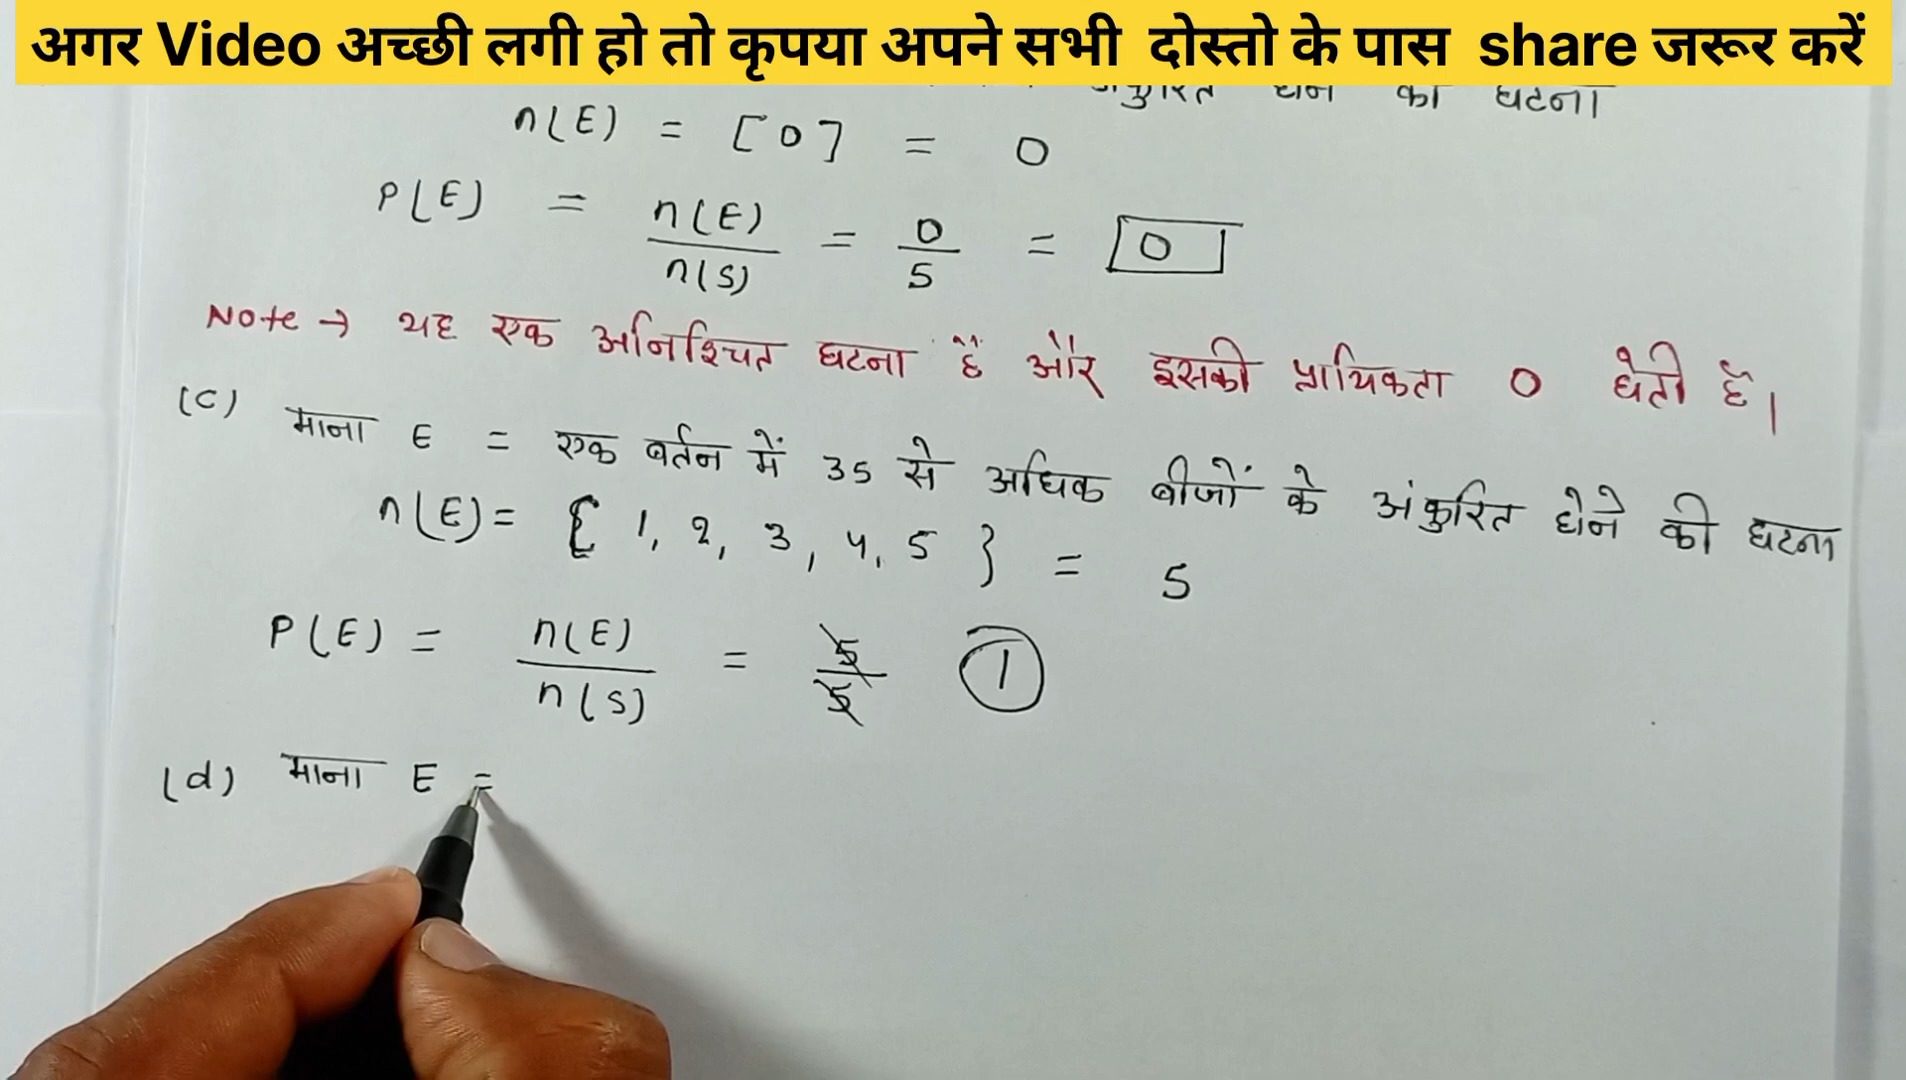 अगर Video अच्छी लगी हो तो कृपया अपने सभी दोस्तो के पास share जरूर करें
की घटना
n(E) = [0] = 0
P(E) = n(E)/n(S) = 0/5 = 0
Note → यह एक अनिश्चित घटना है और इसकी प्रायिकता 0 होती है।
(c) माना E = एक बर्तन में 35 से अधिक बीजों के अंकुरित होने की घटना
n(E) = { 1, 2, 3, 4, 5 } = 5
P(E) = n(E)/n(S) = 5/5 1
(d) माना E =